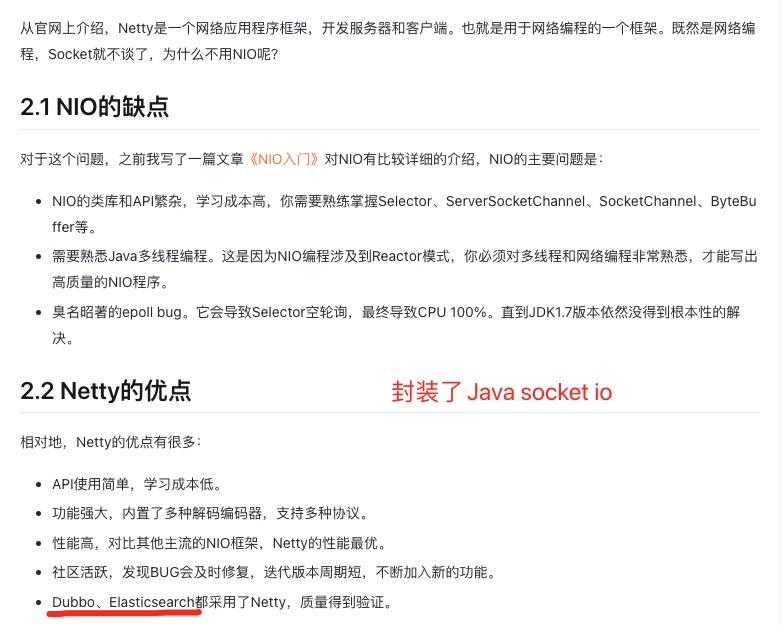 从官网上介绍，Netty是一个网络应用程序框架，开发服务器和客户端。也就是用于网络编程的一个框架。既然是网络编
程，Socket就不谈了，为什么不用NIO呢？
2.1 NIO的缺点
对于这个问题，之前我写了一篇文章《NIO入门》对NIO有比较详细的介绍，NIO的主要问题是：
NIO的类库和API繁杂，学习成本高，你需要熟练掌握Selector、ServerSocketChannel、SocketChannel、ByteBu
ffer等。
需要熟悉Java多线程编程。这是因为NIO编程涉及到Reactor模式，你必须对多线程和网络编程非常熟悉，才能写出
高质量的NIO程序。
臭名昭著的epoll bug。它会导致Selector空轮询，最终导致CPU 100%。直到JDK1.7版本依然没得到根本性的解
决。
2.2 Netty的优点
封装了 Java socket io
相对地，Netty的优点有很多：
API使用简单，学习成本低。
功能强大，内置了多种解码编码器，支持多种协议。
性能高，对比其他主流的NIO框架，Netty的性能最优。
社区活跃，发现BUG会及时修复，迭代版本周期短，不断加入新的功能。
Dubbo、Elasticsearch都采用了Netty，质量得到验证。